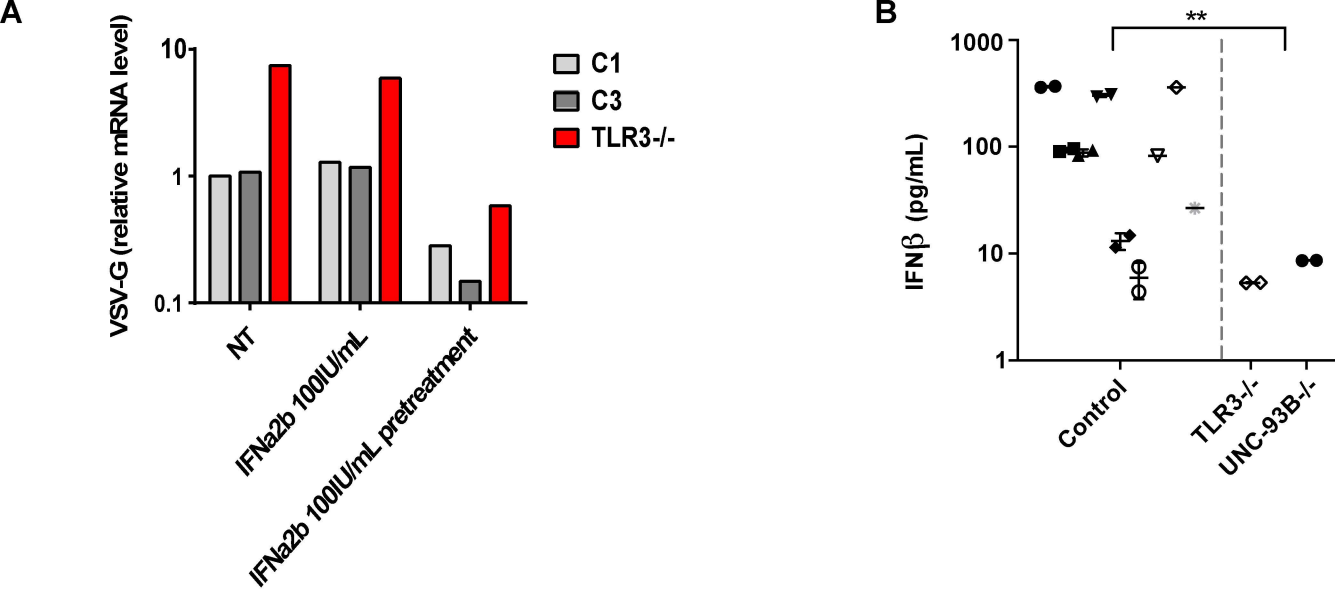 A
VSV-G (relative mRNA level)
10
1
0.1
NT
IFNa2b 100IU/mL
IFNa2b 100IU/mL pretreatment
C1
C3
TLR3-/-
B
**
IFNβ (pg/mL)
1000
100
10
1
Control
TLR3-/-
UNC-93B-/-